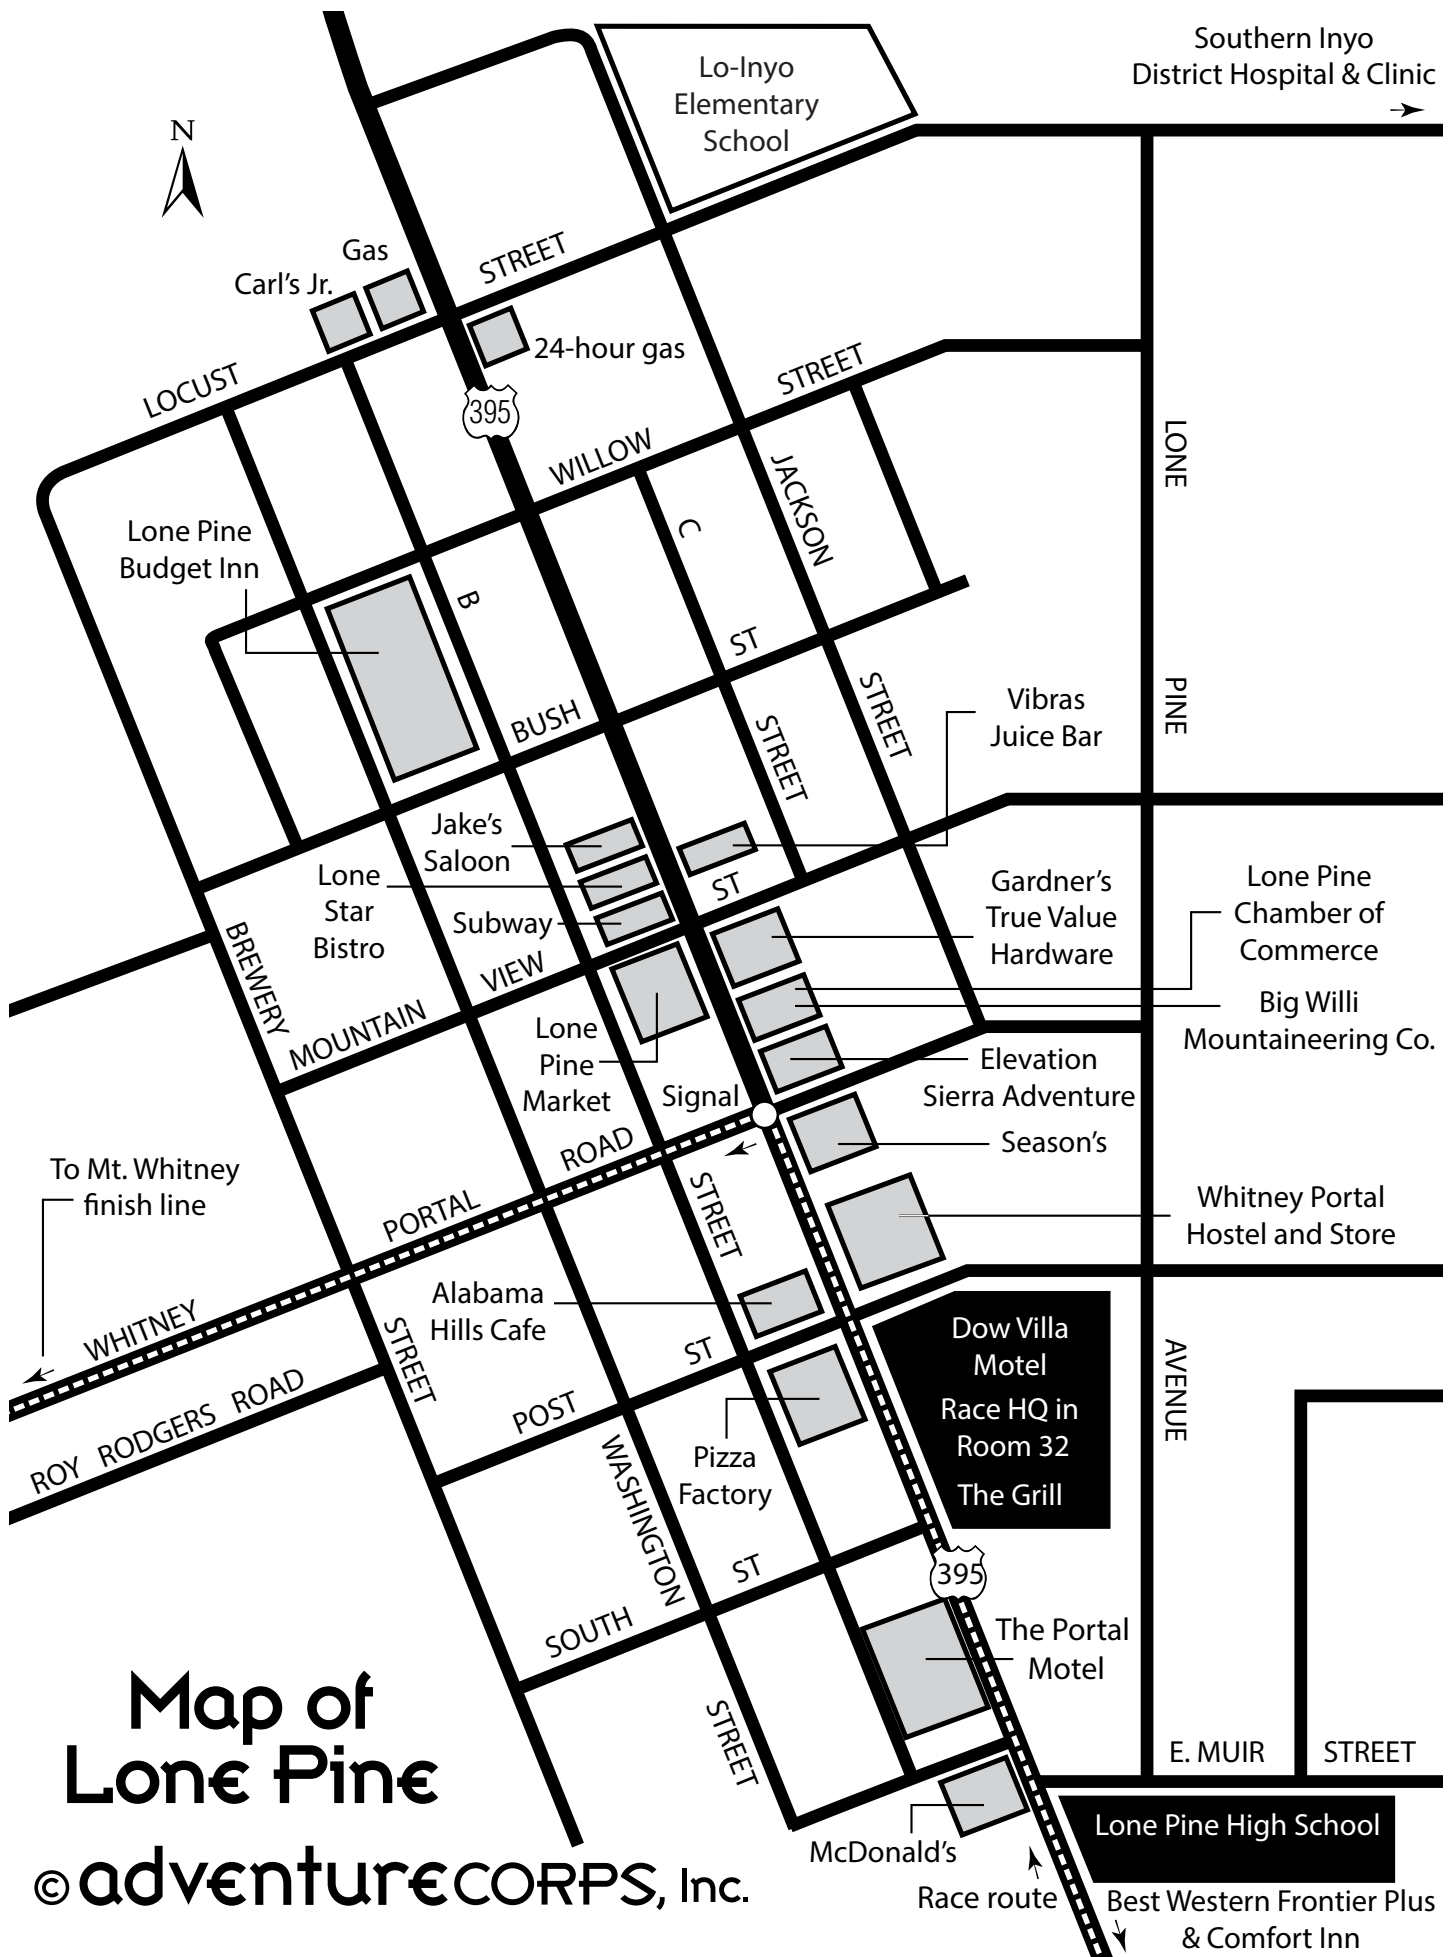 Southern Inyo
District Hospital & Clinic
Lo-Inyo
Elementary
School
N
Gas
Carl's Jr.
STREET
24-hour gas
LOCUST
STREET
395
WILLOW
LONE
JACKSON
C
Lone Pine
Budget Inn
B
ST
STREET
PINE
Vibras
Juice Bar
BUSH
STREET
Jake's
Saloon
Lone
Star
Bistro
Subway
ST
Gardner's
True Value
Hardware
Lone Pine
Chamber of
Commerce
BREWERY
VIEW
MOUNTAIN
Big Willi
Mountaineering Co.
Lone
Pine
Market
Signal
Elevation
Sierra Adventure
Season's
ROAD
To Mt. Whitney
finish line
PORTAL
STREET
Whitney Portal
Hostel and Store
Alabama
Hills Cafe
WHITNEY
STREET
ST
Dow Villa
Motel
Race HQ in
Room 32
The Grill
AVENUE
ROY RODGERS ROAD
POST
Pizza
Factory
WASHINGTON
ST
395
SOUTH
The Portal
Motel
STREET
E. MUIR STREET
Map of
Lone Pine
Lone Pine High School
McDonald's
© adventureCORPS, Inc.
Race route
Best Western Frontier Plus
& Comfort Inn